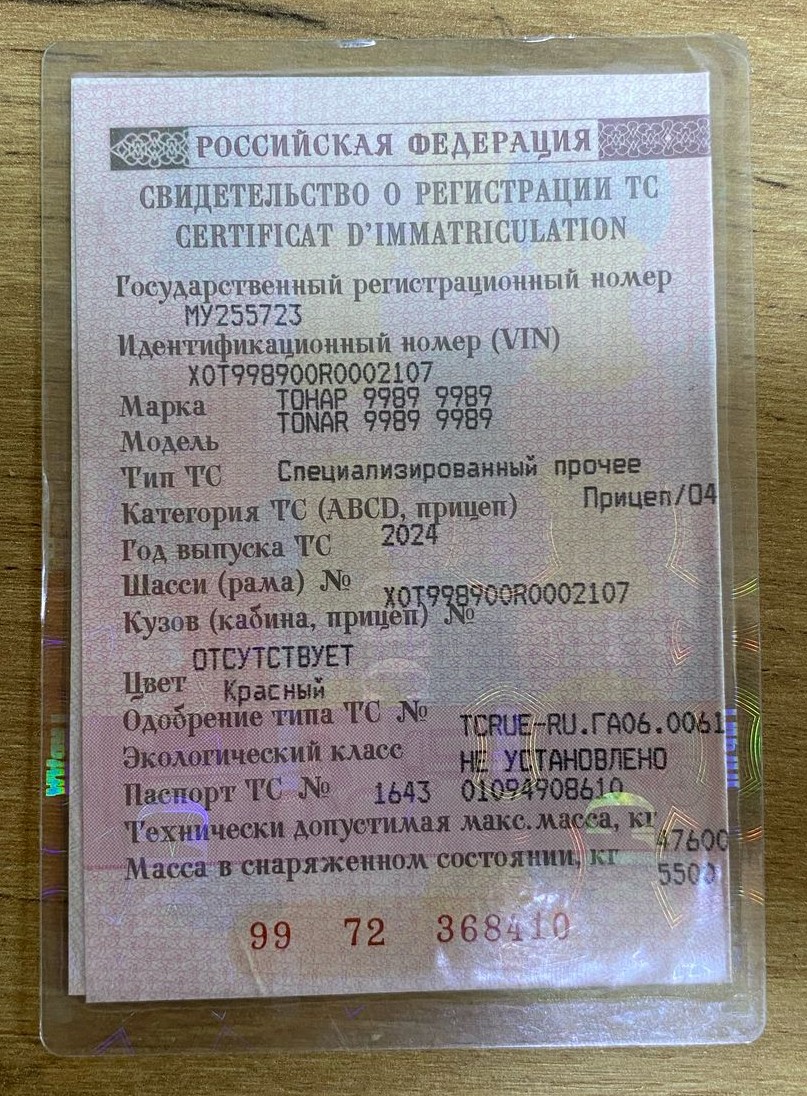 РОССИЙСКАЯ ФЕДЕРАЦИЯ
СВИДЕТЕЛЬСТВО О РЕГИСТРАЦИИ ТС
CERTIFICAT D'IMMATRICULATION
Государственный регистрационный номер
МУ255723
Идентификационный номер (VIN)
X0T998900R0002107
Марка ТОНАР 9989 9989
Модель TONAR 9989 9989
Тип ТС Специализированный прочее
Категория ТС (ABCD, прицеп) Прицеп/04
Год выпуска ТС 2024
Шасси (рама) № X0T998900R0002107
Кузов (кабина, прицеп) №
ОТСУТСТВУЕТ
Цвет Красный
Одобрение типа ТС № ТСRUE-RU.ГА06.0061
Экологический класс НЕ УСТАНОВЛЕНО
Паспорт ТС № 1643 01094908610
Технически допустимая макс.масса, кг 47600
Масса в снаряженном состоянии, кг 5500
99 72 368410